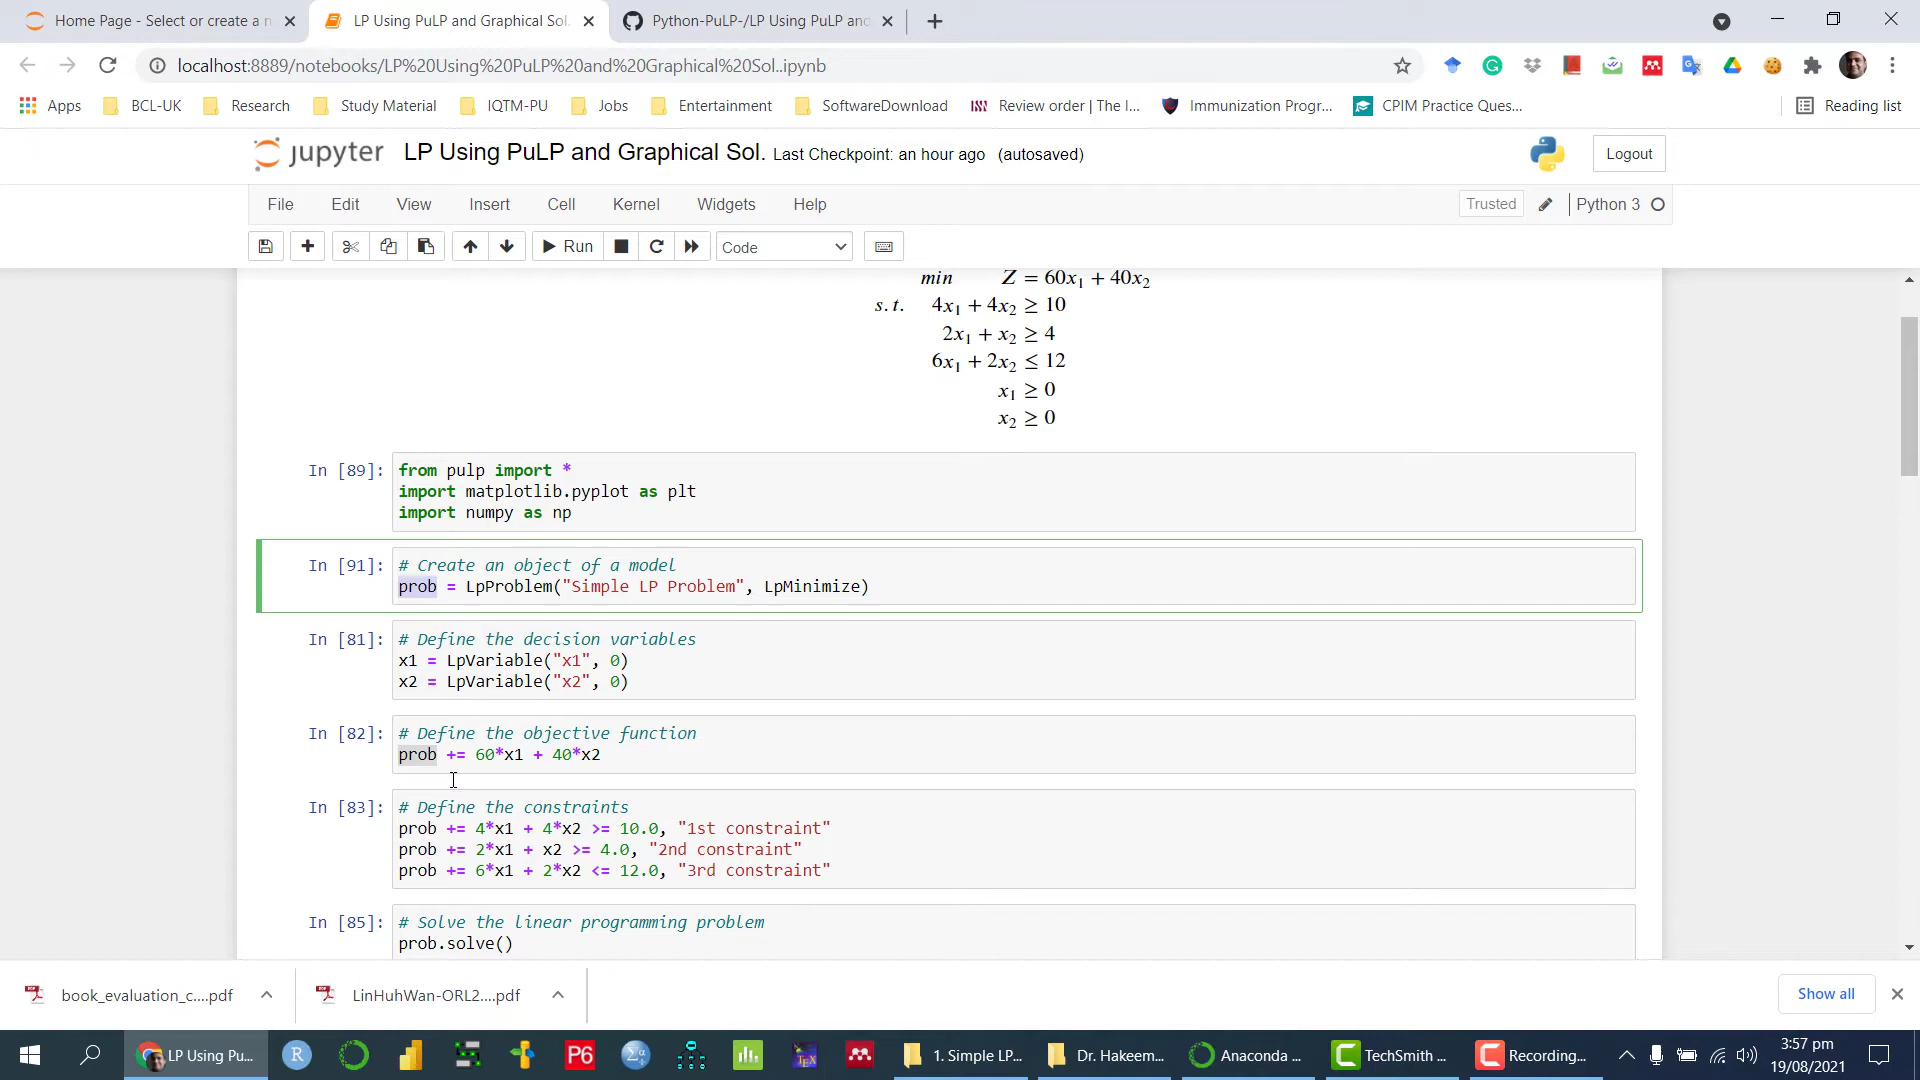 Home Page - Select or create a n
LP Using PuLP and Graphical Sol.
Python-PuLP-/LP Using PuLP and
localhost:8889/notebooks/LP%20Using%20PuLP%20and%20Graphical%20Sol..ipynb
Apps BCL-UK Research Study Material IQTM-PU Jobs Entertainment SoftwareDownload Review order | The I... Immunization Progr... CPIM Practice Ques... Reading list
jupyter LP Using PuLP and Graphical Sol. Last Checkpoint: an hour ago (autosaved) Logout
File Edit View Insert Cell Kernel Widgets Help Trusted Python 3
Run Code
min Z = 60x₁ + 40x₂
s.t. 4x₁ + 4x₂ ≥ 10
2x₁ + x₂ ≥ 4
6x₁ + 2x₂ ≤ 12
x₁ ≥ 0
x₂ ≥ 0
In [89]: from pulp import *
import matplotlib.pyplot as plt
import numpy as np
In [91]: # Create an object of a model
prob = LpProblem("Simple LP Problem", LpMinimize)
In [81]: # Define the decision variables
x1 = LpVariable("x1", 0)
x2 = LpVariable("x2", 0)
In [82]: # Define the objective function
prob += 60*x1 + 40*x2
In [83]: # Define the constraints
prob += 4*x1 + 4*x2 >= 10.0, "1st constraint"
prob += 2*x1 + x2 >= 4.0, "2nd constraint"
prob += 6*x1 + 2*x2 <= 12.0, "3rd constraint"
In [85]: # Solve the linear programming problem
prob.solve()
book_evaluation_c....pdf LinHuhWan-ORL2....pdf Show all
LP Using Pu... R P6 1. Simple LP... Dr. Hakeem... Anaconda ... TechSmith ... Recording... 3:57 pm
19/08/2021